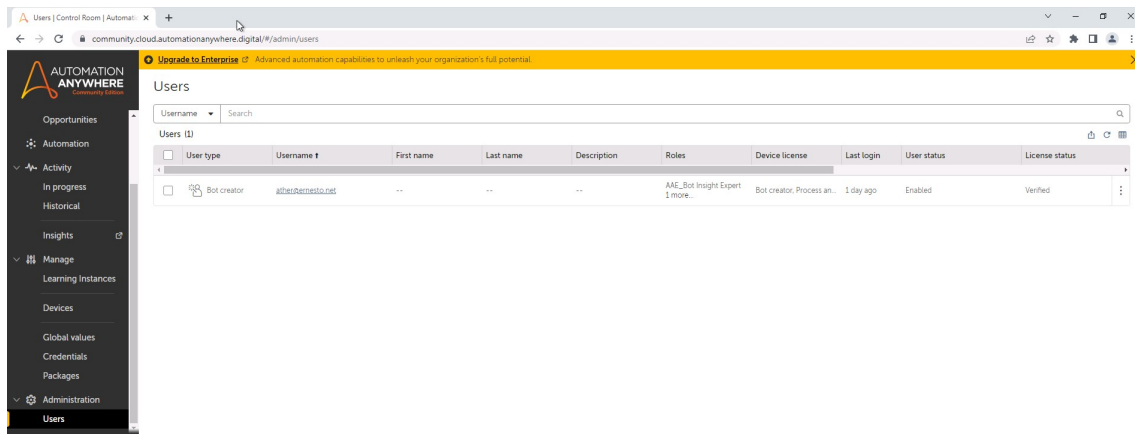 Users | Control Room | Automatio
community.cloud.automationanywhere.digital/#/admin/users
AUTOMATION
ANYWHERE
Community Edition
Opportunities
Automation
Activity
In progress
Historical
Insights
Manage
Learning Instances
Devices
Global values
Credentials
Packages
Administration
Users
Upgrade to Enterprise Advanced automation capabilities to unleash your organization's full potential.
Users
Username Search
Users (1)
User type Username First name Last name Description Roles Device license Last login User status License status
Bot creator ather@ernesto.net -- -- -- AAE_Bot Insight Expert Bot creator, Process an... 1 day ago Enabled Verified
1 more...